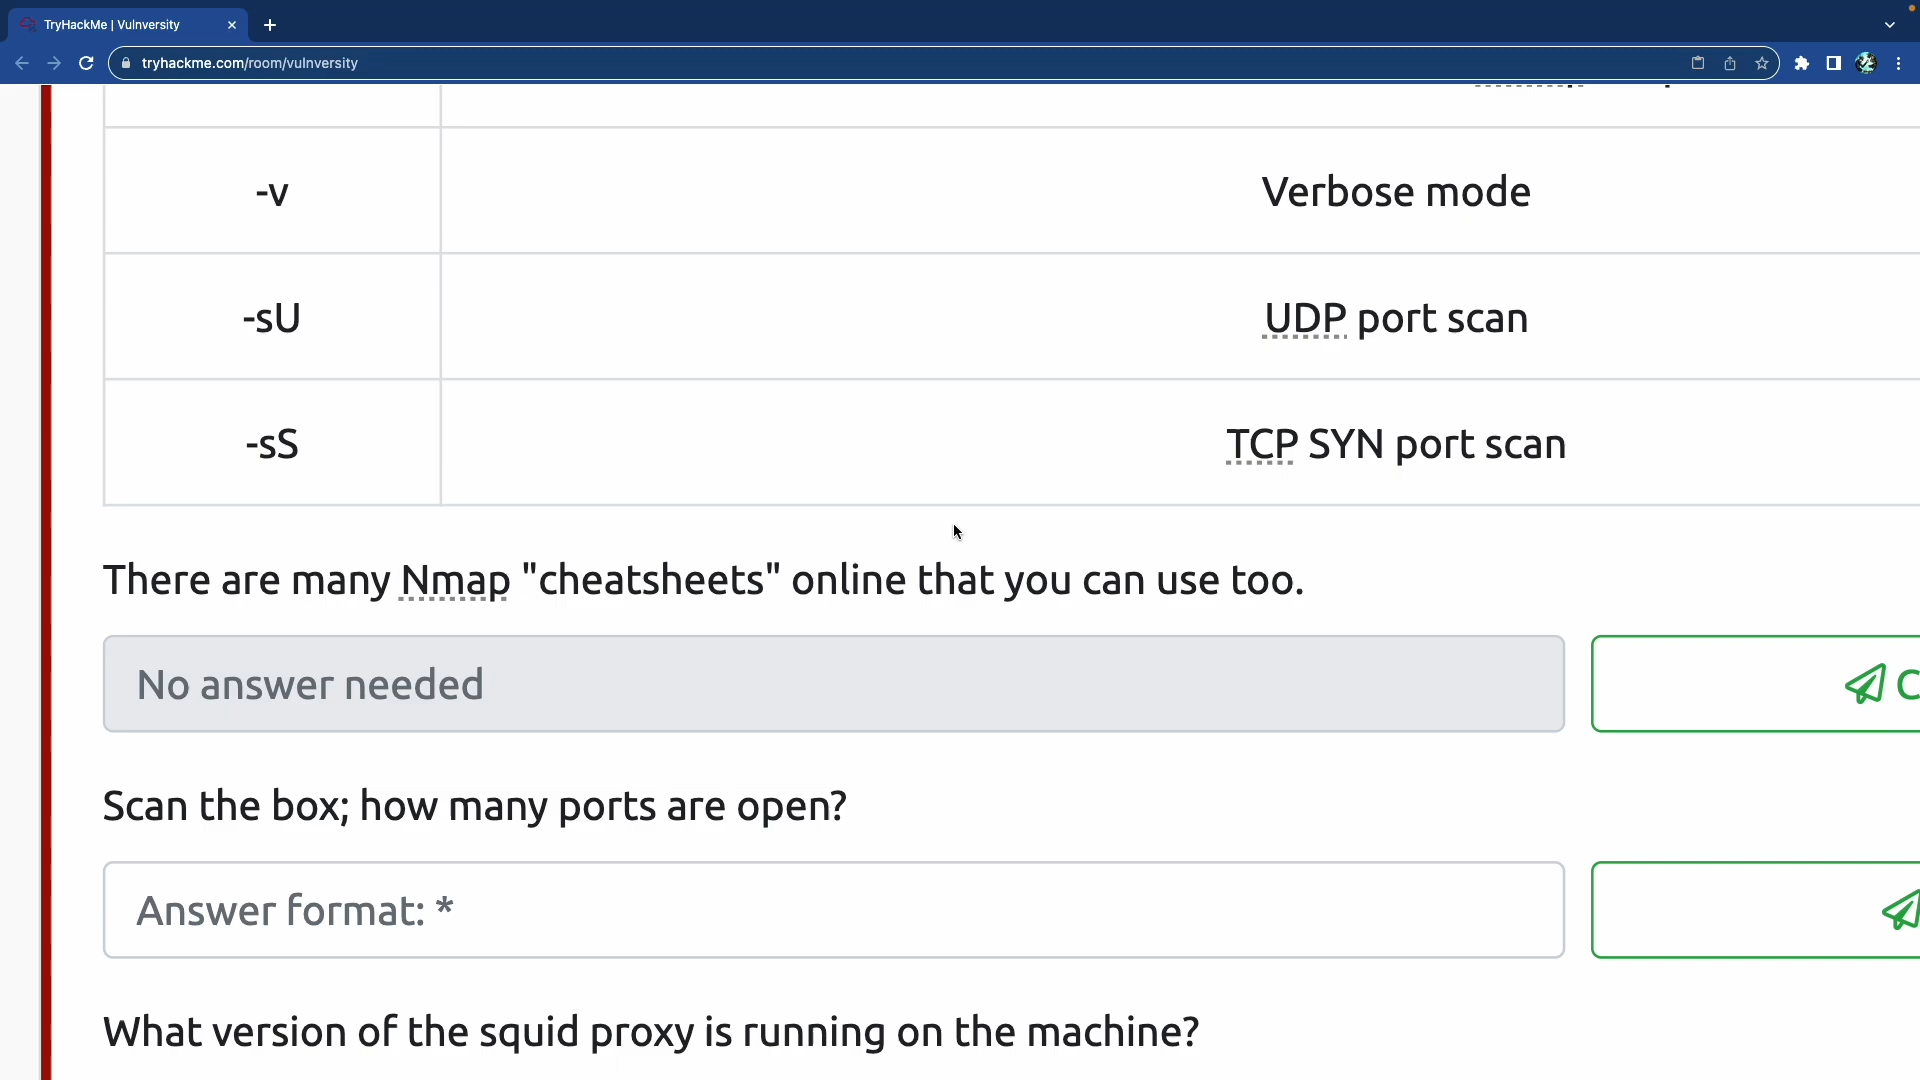 TryHackMe | Vulnversity
tryhackme.com/room/vulnversity
-v
Verbose mode
-sU
UDP port scan
-sS
TCP SYN port scan
There are many Nmap "cheatsheets" online that you can use too.
No answer needed
C
Scan the box; how many ports are open?
Answer format: *
What version of the squid proxy is running on the machine?